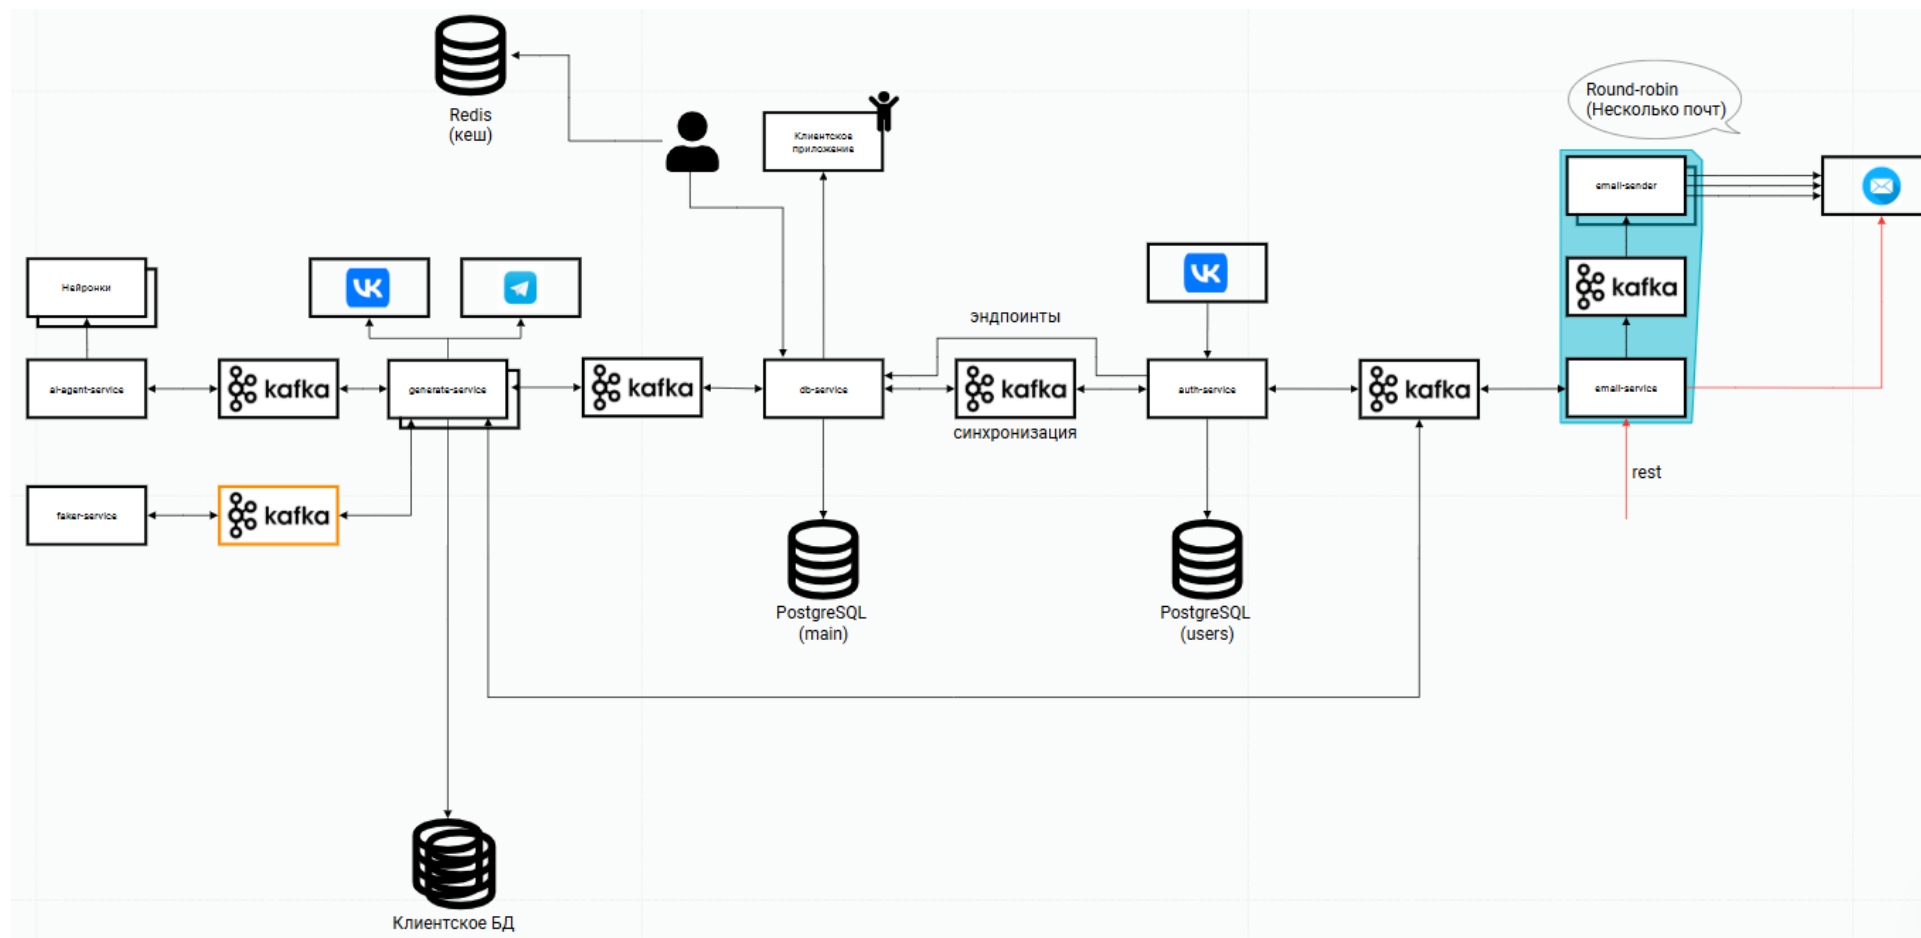 Redis
(кеш)
Клиентское
приложение
Round-robin
(Несколько почт)
email-sender
Нейронки
kafka
эндпоинты
ai-agent-service
kafka
generate-service
kafka
db-service
kafka
auth-service
kafka
email-service
синхронизация
rest
faker-service
kafka
PostgreSQL
(main)
PostgreSQL
(users)
Клиентское БД